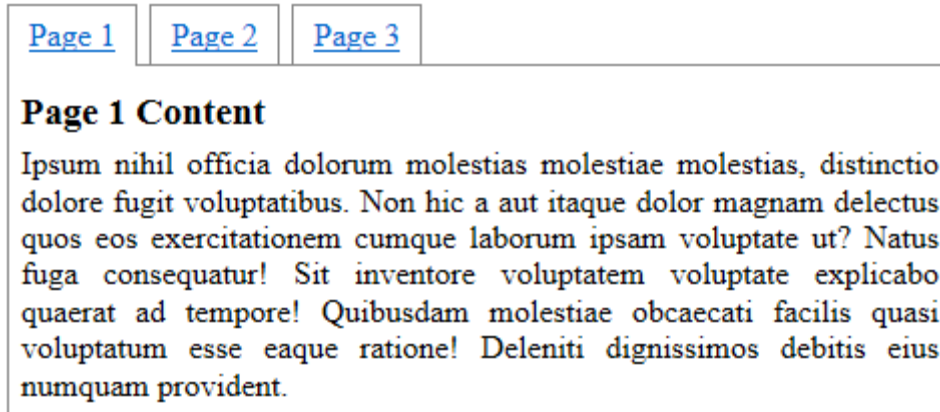 Page 1 Page 2 Page 3
Page 1 Content
Ipsum nihil officia dolorum molestias molestiae molestias, distinctio
dolore fugit voluptatibus. Non hic a aut itaque dolor magnam delectus
quos eos exercitationem cumque laborum ipsam voluptate ut? Natus
fuga consequatur! Sit inventore voluptatem voluptate explicabo
quaerat ad tempore! Quibusdam molestiae obcaecati facilis quasi
voluptatum esse eaque ratione! Deleniti dignissimos debitis eius
numquam provident.